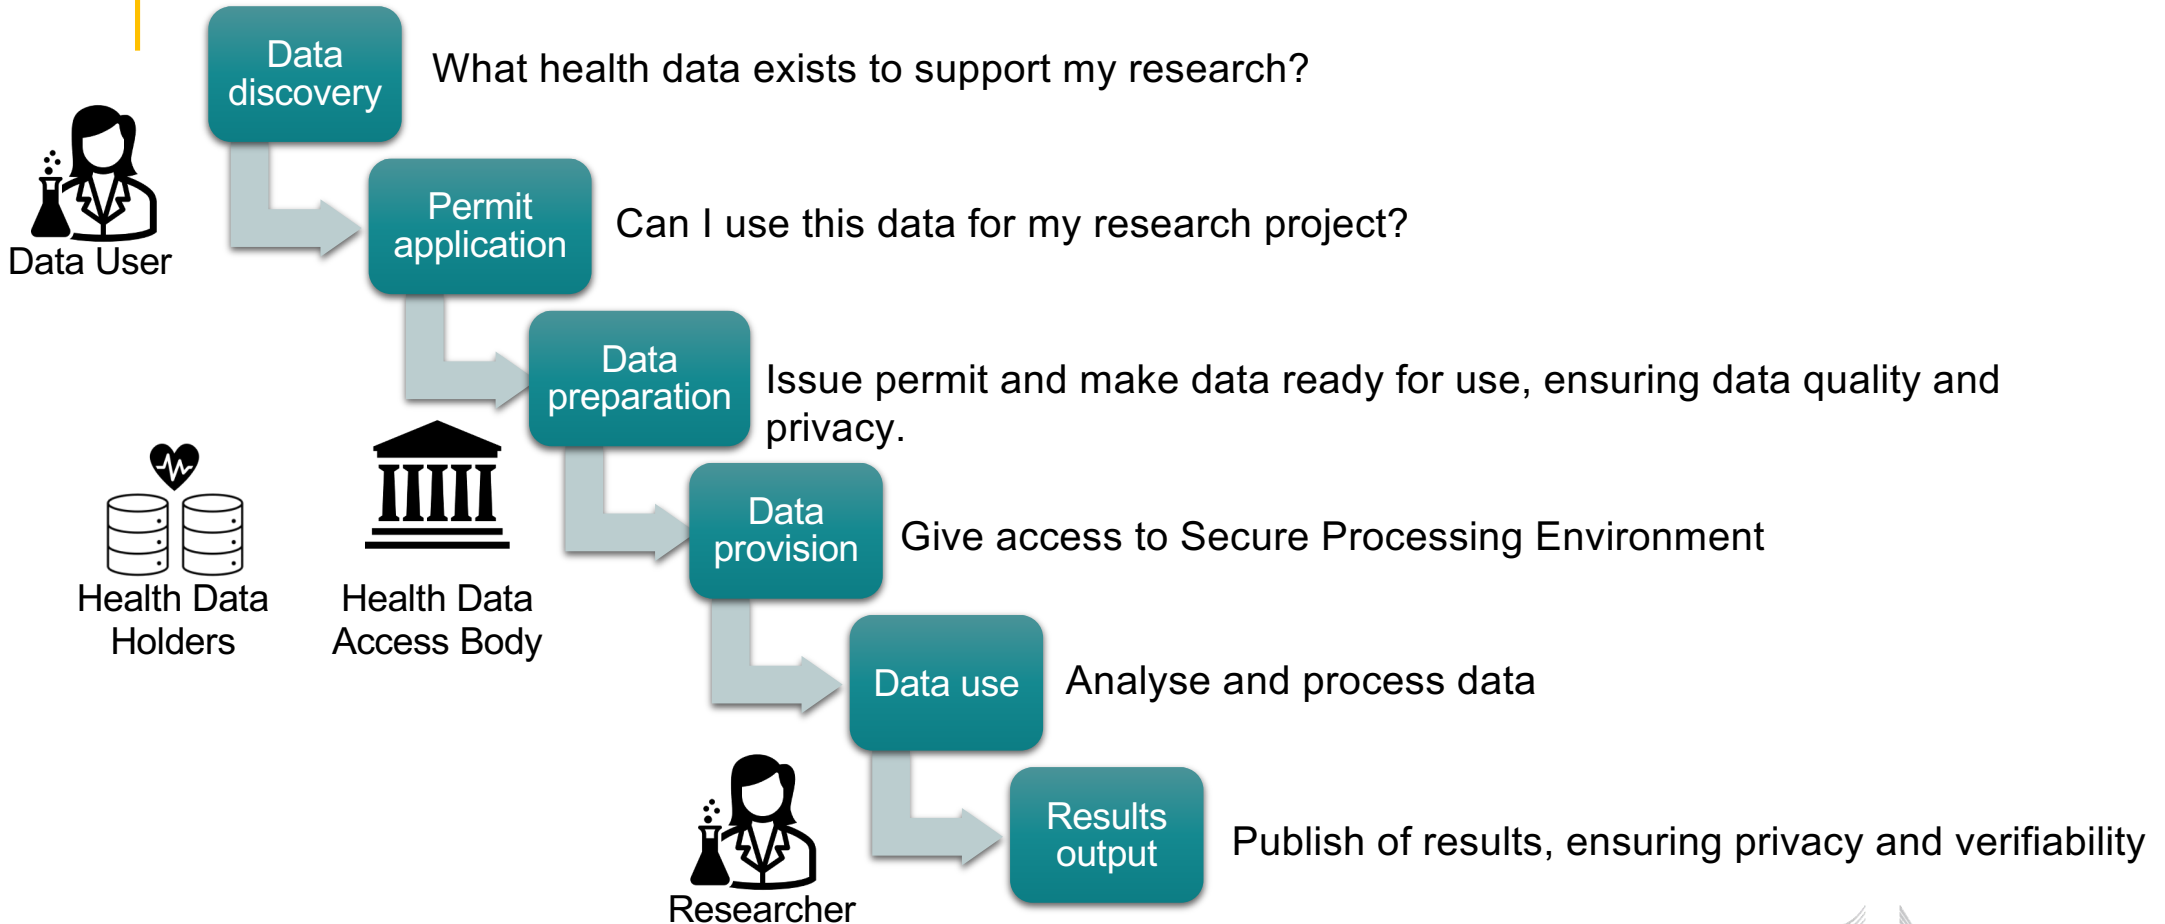 Data
discovery
What health data exists to support my research?
Data User
Permit
application
Can I use this data for my research project?
Data
preparation
Issue permit and make data ready for use, ensuring data quality and
privacy.
Health Data
Holders
Health Data
Access Body
Data
provision
Give access to Secure Processing Environment
Data use
Analyse and process data
Researcher
Results
output
Publish of results, ensuring privacy and verifiability